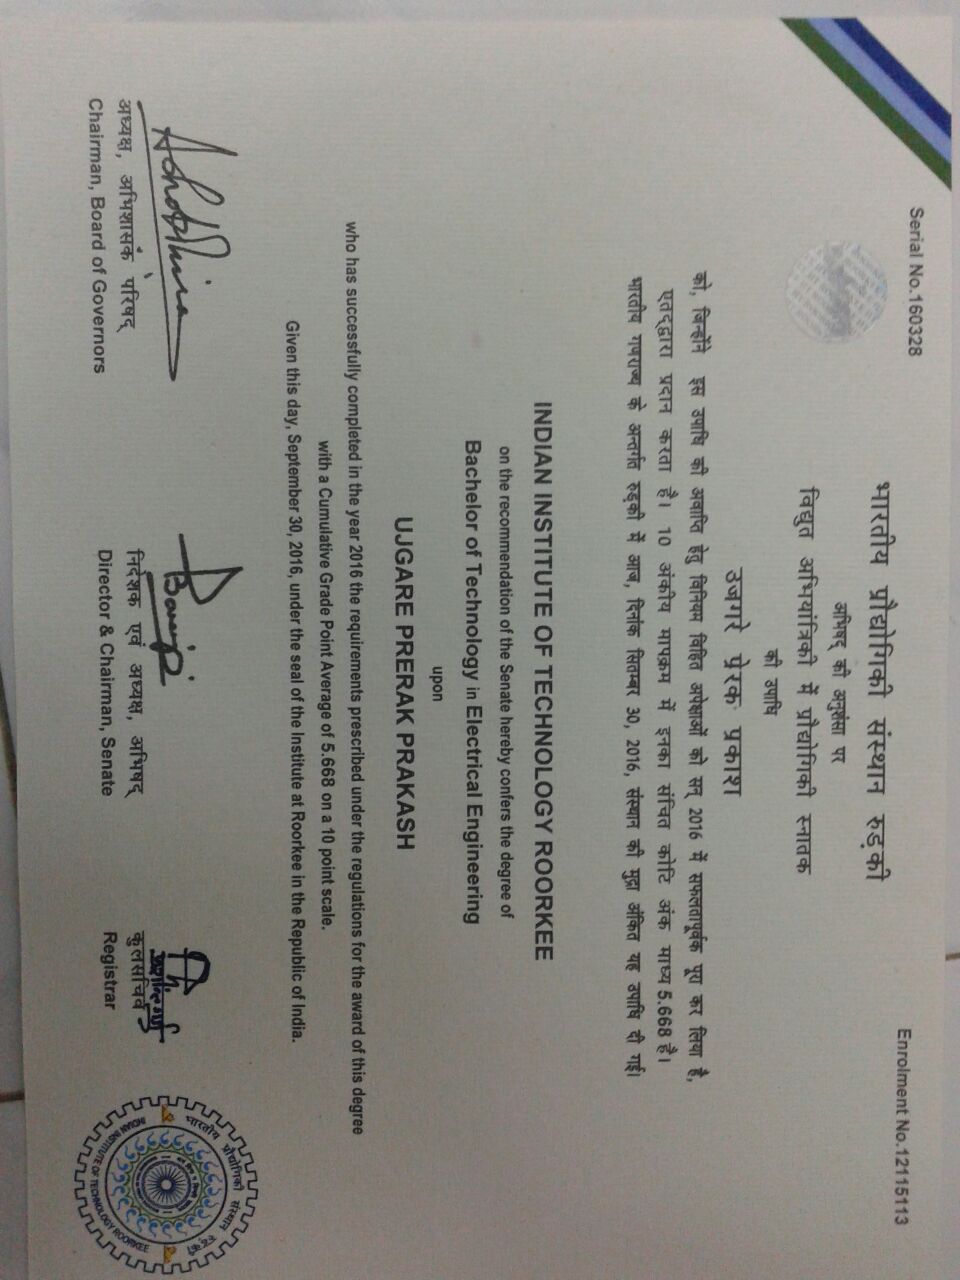 Serial No.160328
Enrolment No.12115113
भारतीय प्रौद्योगिकी संस्थान रुड़की
अभिषद् की अनुशंसा पर
विद्युत अभियांत्रिकी में प्रौद्योगिकी स्नातक
की उपाधि
उजगरे प्रेरक प्रकाश
को, जिन्होंने इस उपाधि की अवाप्ति हेतु विनियम विहित अपेक्षाओं को सन् 2016 में सफलतापूर्वक पूरा कर लिया है,
एतद्द्वारा प्रदान करता है। 10 अंकीय मापक्रम में इनका संचित कोटि अंक माध्य 5.668 है।
भारतीय गणराज्य के अन्तर्गत रुड़की में आज, दिनांक सितम्बर 30, 2016, संस्थान की मुद्रा अंकित यह उपाधि दी गई।
INDIAN INSTITUTE OF TECHNOLOGY ROORKEE
on the recommendation of the Senate hereby confers the degree of
Bachelor of Technology in Electrical Engineering
upon
UJGARE PRERAK PRAKASH
who has successfully completed in the year 2016 the requirements prescribed under the regulations for the award of this degree
with a Cumulative Grade Point Average of 5.668 on a 10 point scale.
Given this day, September 30, 2016, under the seal of the Institute at Roorkee in the Republic of India.
अध्यक्ष, अभिशासक परिषद्
Chairman, Board of Governors
निदेशक एवं अध्यक्ष, अभिषद्
Director & Chairman, Senate
कुलसचिव
Registrar
भारतीय प्रौद्योगिकी संस्थान रुड़की
INDIAN INSTITUTE OF TECHNOLOGY ROORKEE